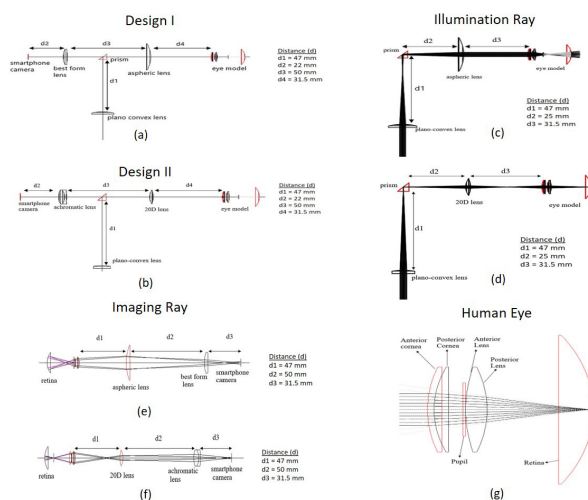 Design I
d2
d3
d4
smartphone camera
best form lens
prism
aspheric lens
eye model
d1
plano-convex lens
Distance (d)
d1 = 47 mm
d2 = 22 mm
d3 = 50 mm
d4 = 31.5 mm
(a)
Design II
d2
d3
d4
smartphone camera
achromatic lens
prism
20D lens
eye model
d1
plano-convex lens
Distance (d)
d1 = 47 mm
d2 = 22 mm
d3 = 50 mm
d4 = 31.5 mm
(b)
Imaging Ray
d1
d2
d3
retina
aspheric lens
best form lens
smartphone camera
Distance (d)
d1 = 47 mm
d2 = 50 mm
d3 = 31.5 mm
(e)
d1
d2
d3
retina
20D lens
achromatic lens
smartphone camera
Distance (d)
d1 = 47 mm
d2 = 50 mm
d3 = 31.5 mm
(f)
Illumination Ray
d2
d3
prism
aspheric lens
eye model
d1
plano-convex lens
Distance (d)
d1 = 47 mm
d2 = 25 mm
d3 = 31.5 mm
(c)
d2
d3
prism
20D lens
eye model
d1
plano-convex lens
Distance (d)
d1 = 47 mm
d2 = 25 mm
d3 = 31.5 mm
(d)
Human Eye
Anterior cornea
Posterior Cornea
Anterior Lens
Posterior Lens
Pupil
Retina
(g)